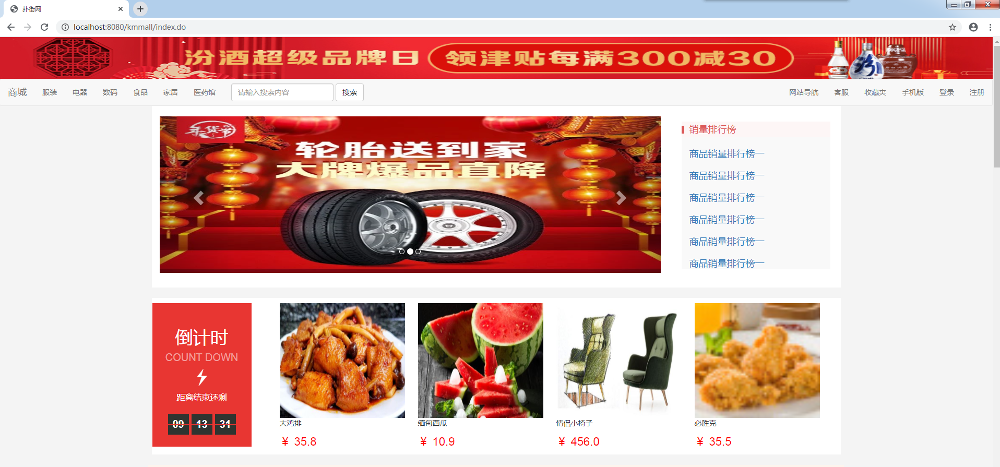 扑街网
localhost:8080/kmmall/index.do
汾酒超级品牌日 领津贴每满300减30
商城 服装 电器 数码 食品 家居 医药馆 请输入搜索内容 搜索 网站导航 客服 收藏夹 手机版 登录 注册
年货节
轮胎送到家
大牌爆品直降
...
销量排行榜
商品销量排行榜一
商品销量排行榜一
商品销量排行榜一
商品销量排行榜一
商品销量排行榜一
商品销量排行榜一
倒计时
COUNT DOWN
距离结束还剩
09 13 31
大鸡排
¥ 35.8
缅甸西瓜
¥ 10.9
情侣小椅子
¥ 456.0
必胜克
¥ 35.5